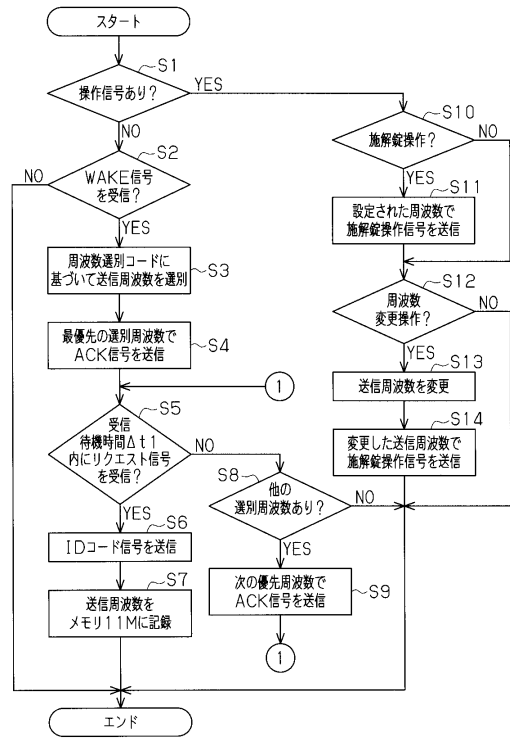 スタート
S1
操作信号あり?
YES
NO
S2
WAKE信号
を受信?
NO
YES
S3
周波数選別コードに
基づいて送信周波数を選別
S4
最優先の選別周波数で
ACK信号を送信
1
S5
受信
待機時間Δt1
内にリクエスト信号
を受信?
NO
YES
S6
IDコード信号を送信
S7
送信周波数を
メモリ11Mに記録
S8
他の
選別周波数あり?
NO
YES
S9
次の優先周波数で
ACK信号を送信
1
S10
施解錠操作?
NO
YES
S11
設定された周波数で
施解錠操作信号を送信
S12
周波数
変更操作?
NO
YES
S13
送信周波数を変更
S14
変更した送信周波数で
施解錠操作信号を送信
エンド